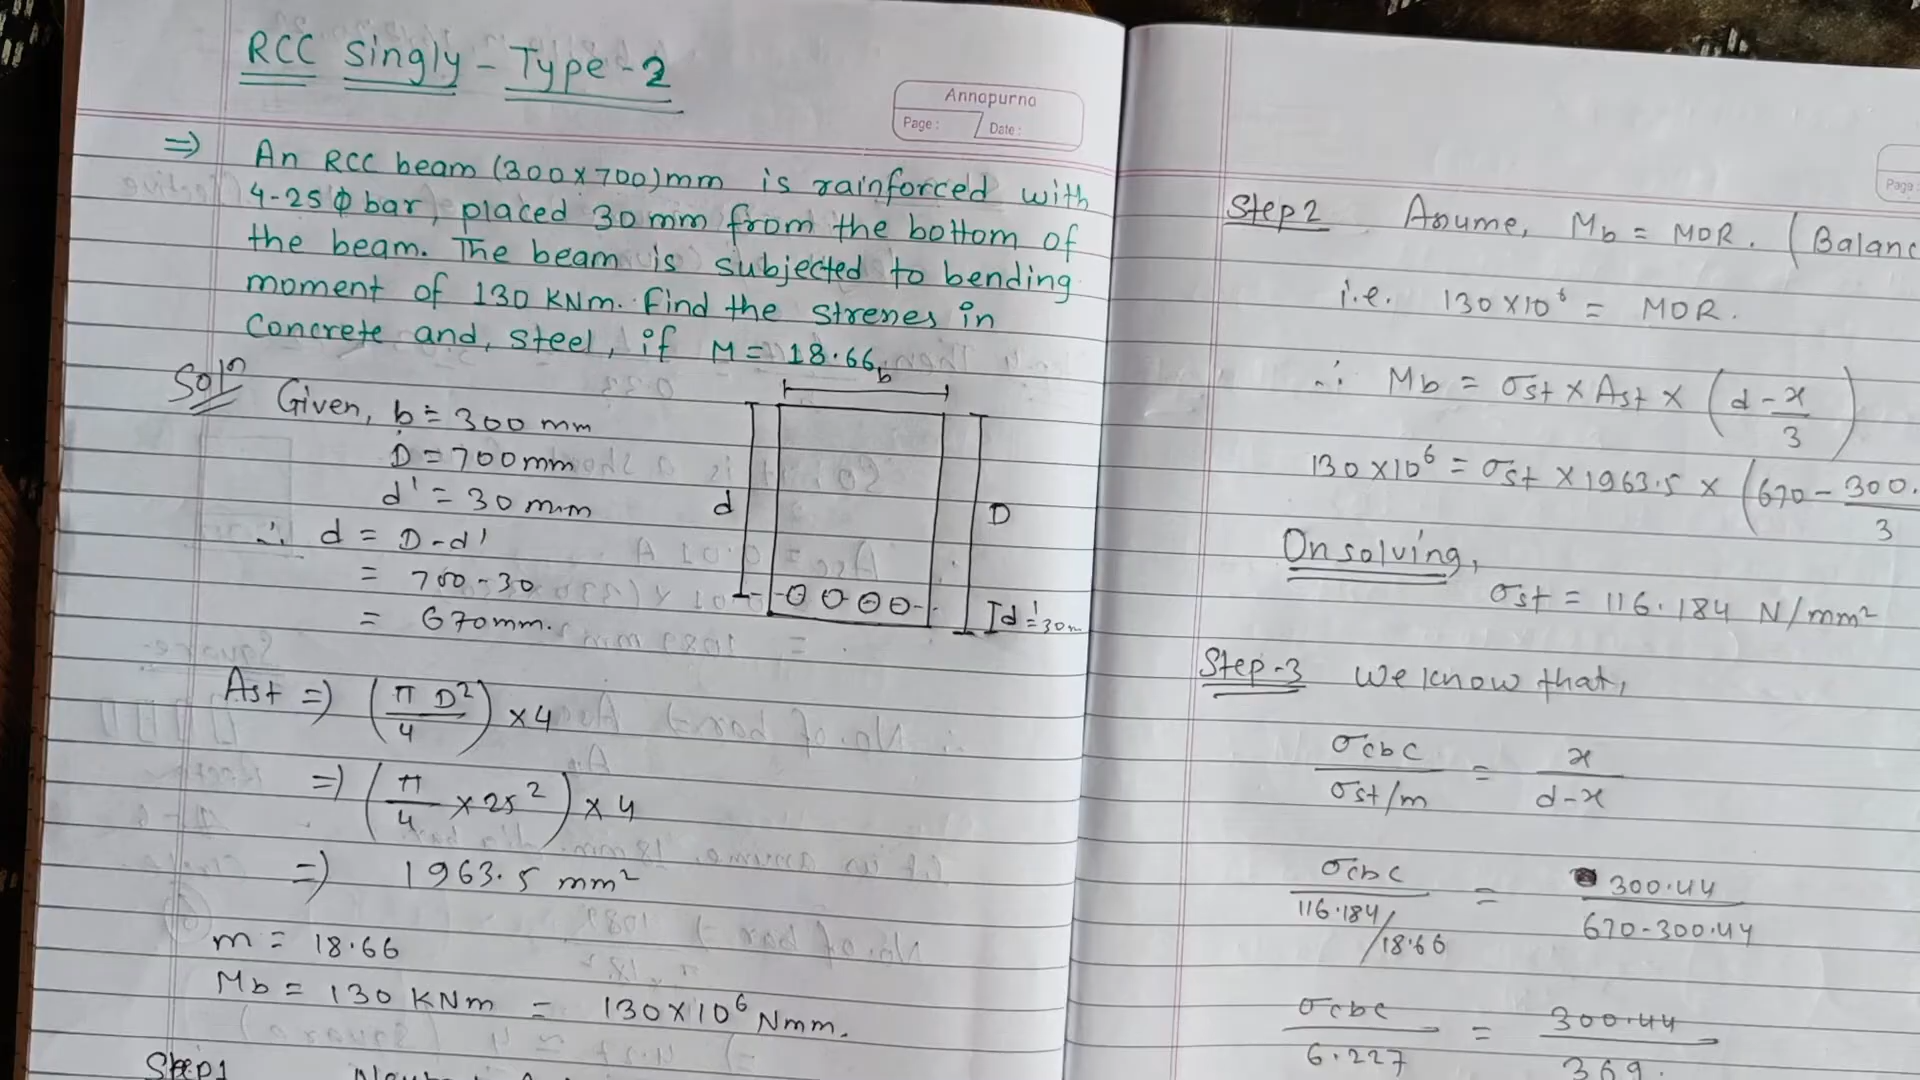 RCC Singly - Type - 2
Annapurna
Page:
Date:
⇒ An RCC beam (300 x 700)mm is rainforced with
4-25 φ bar, placed 30 mm from the bottom of
the beam. The beam is subjected to bending
moment of 130 KNm. Find the stresses in
Concrete and, steel, if M = 18.66
Solⁿ Given, b = 300 mm
D = 700mm
d' = 30 mm
∴ d = D - d'
= 700 - 30
= 670mm.
b
d
D
d' = 30m
Ast ⇒ (π D²/4) × 4
⇒ (π/4 × 25²) × 4
⇒ 1963.5 mm²
m = 18.66
Mb = 130 KNm = 130×10⁶ Nmm.
Step1
Page
Step 2 Assume, Mb = MOR. (Balanc
i.e. 130×10⁶ = MOR.
∴ Mb = σst × Ast × (d - x/3)
130×10⁶ = σst × 1963.5 × (670 - 300./3
On solving,
σst = 116.184 N/mm²
Step-3 We know that,
σcbc / σst/m = x / d-x
σcbc / 116.184/18.66 = 300.44 / 670-300.44
σcbc / 6.227 = 300.44 / 369.